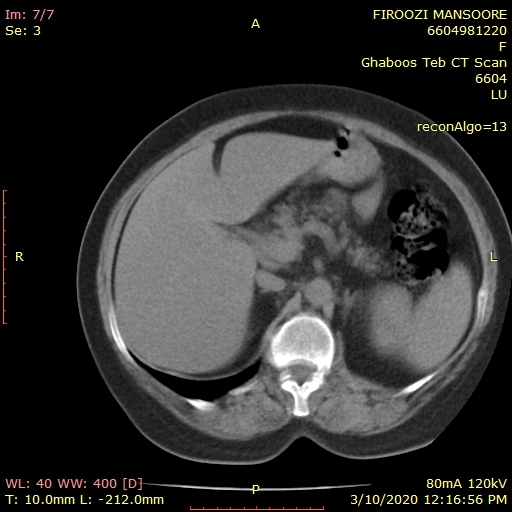 Im: 7/7
Se: 3
A
FIROOZI MANSOORE
6604981220
F
Ghaboos Teb CT Scan
6604
LU
reconAlgo=13
R
L
WL: 40 WW: 400 [D]
T: 10.0mm L: -212.0mm
P
80mA 120kV
3/10/2020 12:16:56 PM